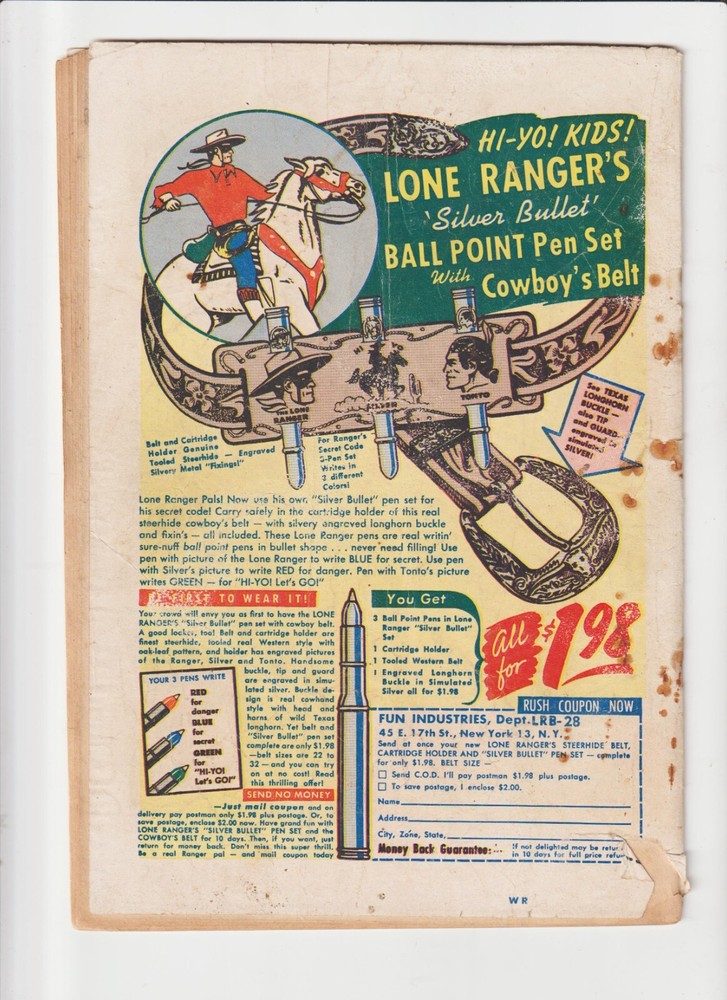 HI-YO! KIDS!
LONE RANGER'S
'Silver Bullet'
BALL POINT Pen Set
With Cowboy's Belt
THE LONE
RANGER
HI YO
SILVER
TONTO
See TEXAS
LONGHORN
BUCKLE —
also TIP
and GUARD
engraved in
simulated
SILVER!
Belt and Cartridge
Holder Genuine
Tooled Steerhide — Engraved
Silvery Metal "Fixings"
For Ranger's
Secret Code
3-Pen Set
Writes in
3 different
Colors!
Lone Ranger Pals! Now use his own "Silver Bullet" pen set for
his secret code! Carry safely in the cartridge holder of this real
steerhide cowboy's belt — with silvery engraved longhorn buckle
and fixin's — all included. These Lone Ranger pens are real writin'
sure-nuff ball point pens in bullet shape . . . never need filling! Use
pen with picture of the Lone Ranger to write BLUE for secret. Use pen
with Silver's picture to write RED for danger. Pen with Tonto's picture
writes GREEN — for "HI-YO! Let's GO!"
BE FIRST TO WEAR IT!
Your crowd will envy you as first to have the LONE
RANGER'S "Silver Bullet" pen set with cowboy belt.
A good looker, too! Belt and cartridge holder are
finest steerhide, tooled real Western style with
oak-leaf pattern, and holder has engraved pictures
of the Ranger, Silver and Tonto. Handsome
buckle, tip and guard
are engraved in simu-
lated silver. Buckle de-
sign is real cowhand
style with head and
horns of wild Texas
longhorn. Yet belt and
"Silver Bullet" pen set
complete are only $1.98
—belt sizes are 22 to
32 — and you can try
on at no cost! Read
this thrilling offer!
YOUR 3 PENS WRITE
RED
for
danger
BLUE
for
secret
GREEN
for
"HI-YO!
Let's GO!"
SEND NO MONEY
—Just mail coupon and on
delivery pay postman only $1.98 plus postage. Or, to
save postage, enclose $2.00 now. Have grand fun with
LONE RANGER'S "SILVER BULLET" PEN SET and the
COWBOY'S BELT for 10 days. Then, if you want, just
return for money back. Don't miss this super thrill.
Be a real Ranger pal — and mail coupon today
You Get
3 Ball Point Pens in Lone
Ranger "Silver Bullet"
Set
1 Cartridge Holder
1 Tooled Western Belt
1 Engraved Longhorn
Buckle in Simulated
Silver all for $1.98
All
for
$1.98
RUSH COUPON NOW
FUN INDUSTRIES, Dept. LRB-28
45 E. 17th St., New York 13, N. Y.
Send at once your new LONE RANGER'S STEERHIDE BELT,
CARTRIDGE HOLDER AND "SILVER BULLET" PEN SET — complete
for only $1.98. BELT SIZE —
Send C.O.D. I'll pay postman $1.98 plus postage.
To save postage, I enclose $2.00.
Name
Address
City, Zone, State,
Money Back Guarantee:
If not delighted may be retur
in 10 days for full price refun
WR